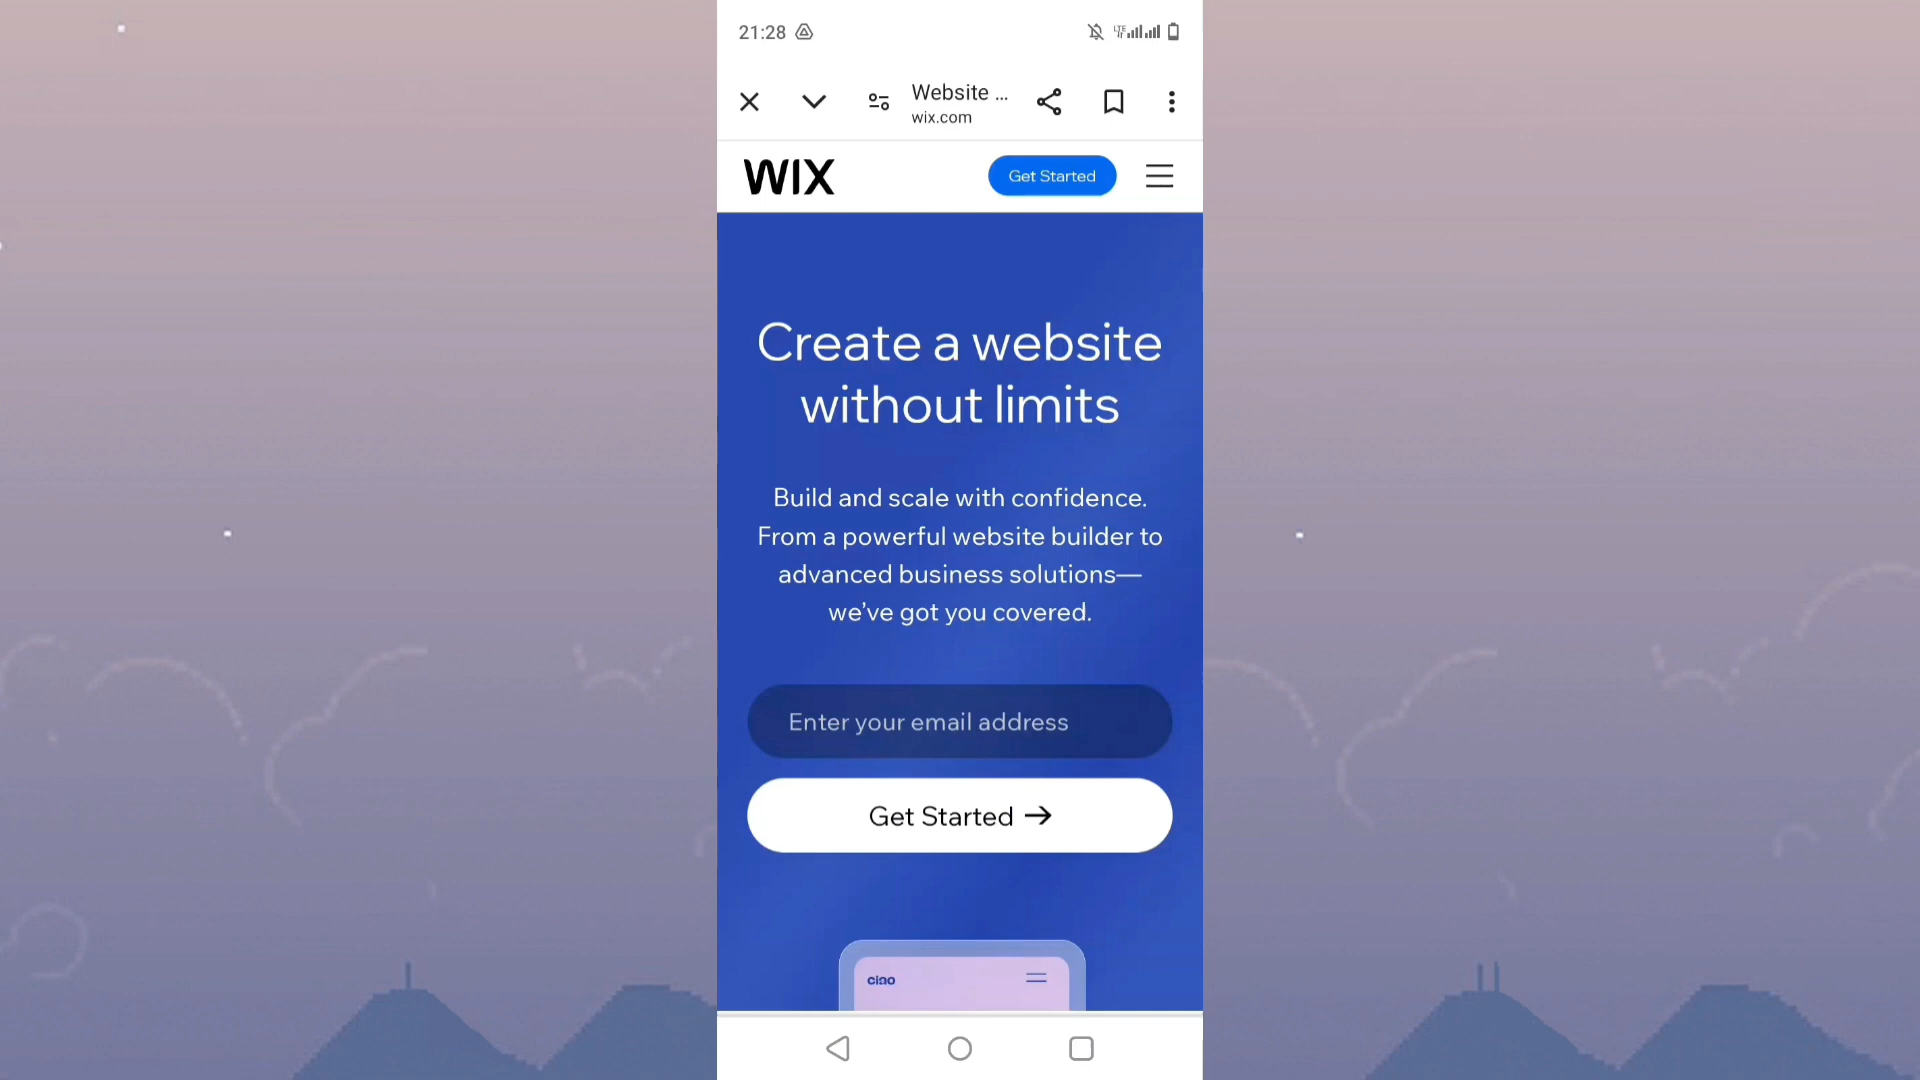 21:28
LTE
Website ...
wix.com
WIX
Get Started
Create a website
without limits
Build and scale with confidence.
From a powerful website builder to
advanced business solutions—
we've got you covered.
Enter your email address
Get Started →
ciao